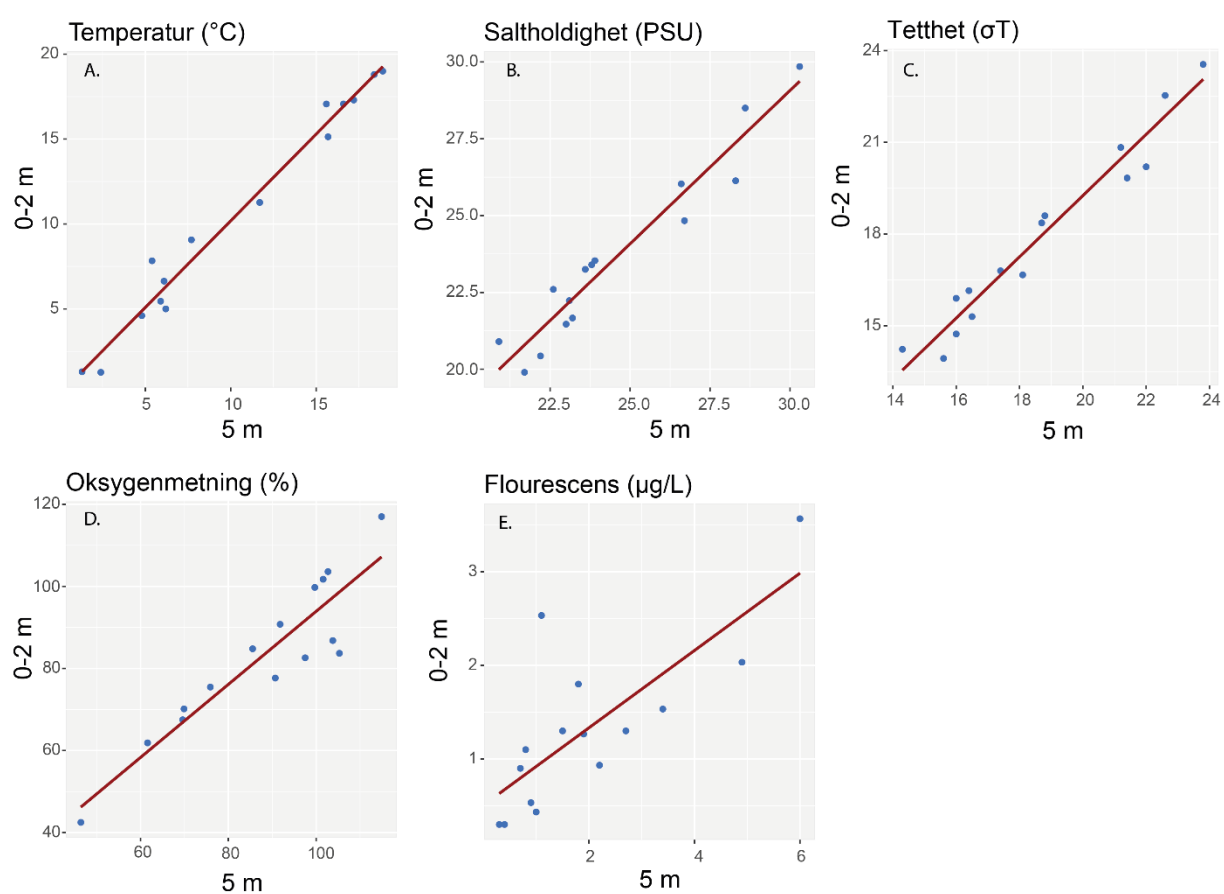 Temperatur (°C)
A.
20
15
10
5
0-2 m
5
10
15
5 m
Saltholdighet (PSU)
B.
30.0
27.5
25.0
22.5
20.0
0-2 m
22.5
25.0
27.5
30.0
5 m
Tetthet (σT)
C.
24
21
18
15
0-2 m
14
16
18
20
22
24
5 m
Oksygenmetning (%)
D.
120
100
80
60
40
0-2 m
60
80
100
5 m
Flourescens (µg/L)
E.
3
2
1
0-2 m
2
4
6
5 m